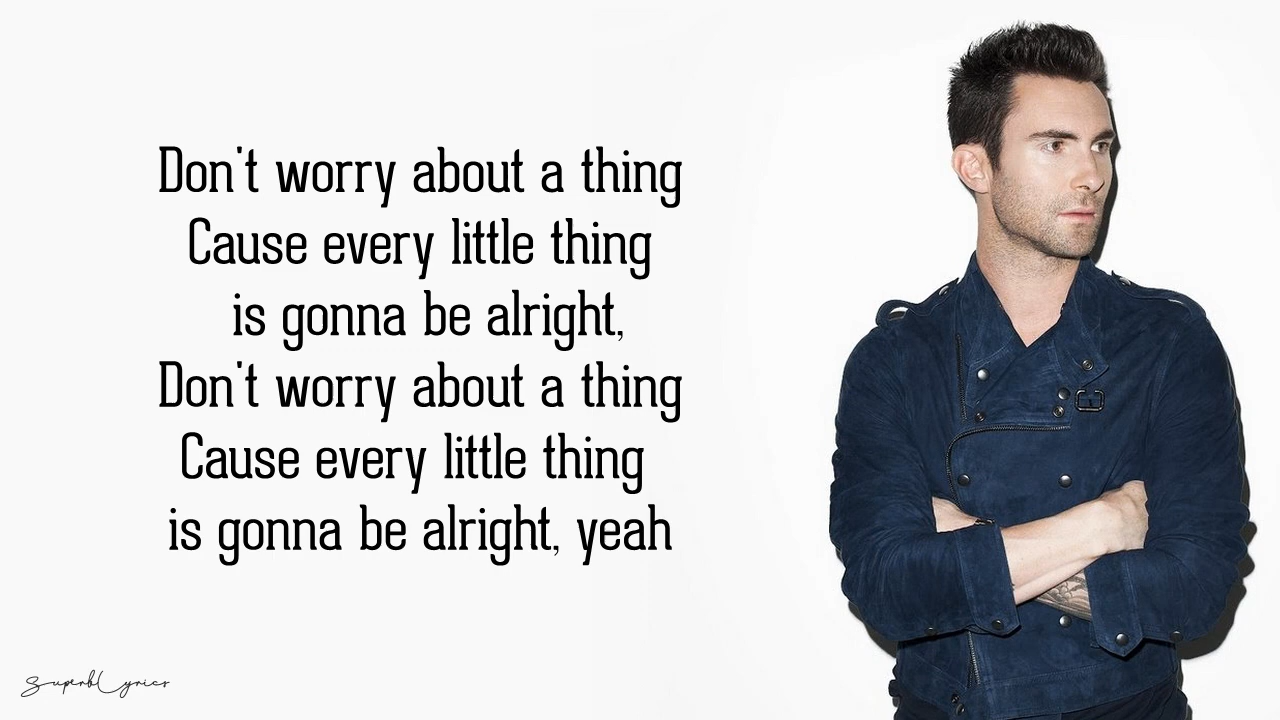 Don't worry about a thing
Cause every little thing
is gonna be alright,
Don't worry about a thing
Cause every little thing
is gonna be alright, yeah
SuperbLyrics